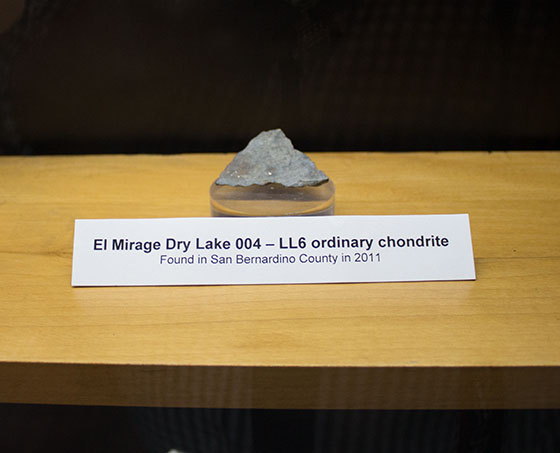 El Mirage Dry Lake 004 – LL6 ordinary chondrite
Found in San Bernardino County in 2011